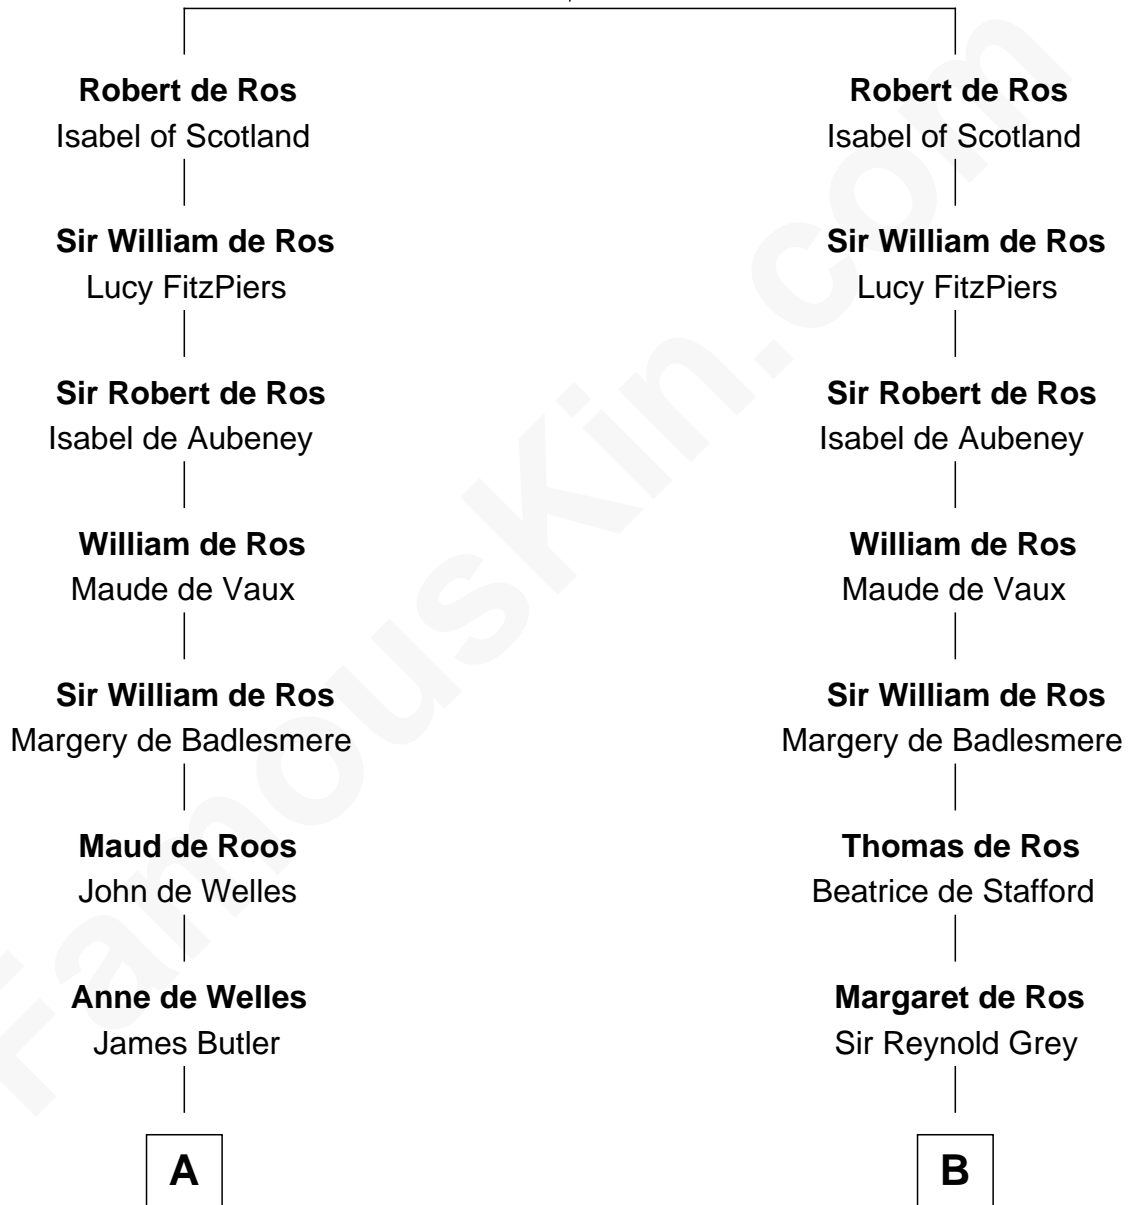 Robert de Ros
Isabel of Scotland
Sir William de Ros
Lucy FitzPiers
Sir Robert de Ros
Isabel de Aubeney
William de Ros
Maude de Vaux
Sir William de Ros
Margery de Badlesmere
Maud de Roos
John de Welles
Anne de Welles
James Butler
A
Robert de Ros
Isabel of Scotland
Sir William de Ros
Lucy FitzPiers
Sir Robert de Ros
Isabel de Aubeney
William de Ros
Maude de Vaux
Sir William de Ros
Margery de Badlesmere
Thomas de Ros
Beatrice de Stafford
Margaret de Ros
Sir Reynold Grey
B
FamousKin.com